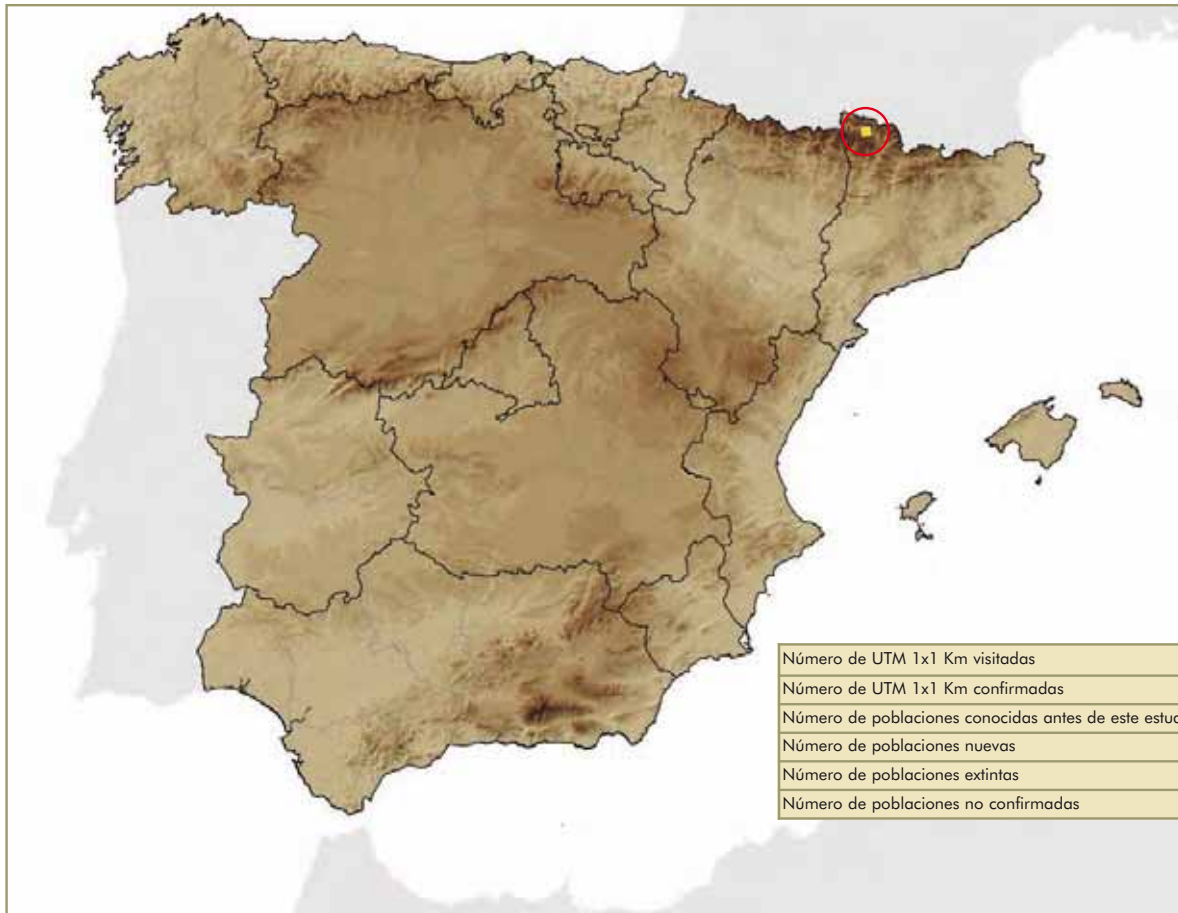 Número de UTM 1x1 Km visitadas
Número de UTM 1x1 Km confirmadas
Número de poblaciones conocidas antes de este estud
Número de poblaciones nuevas
Número de poblaciones extintas
Número de poblaciones no confirmadas